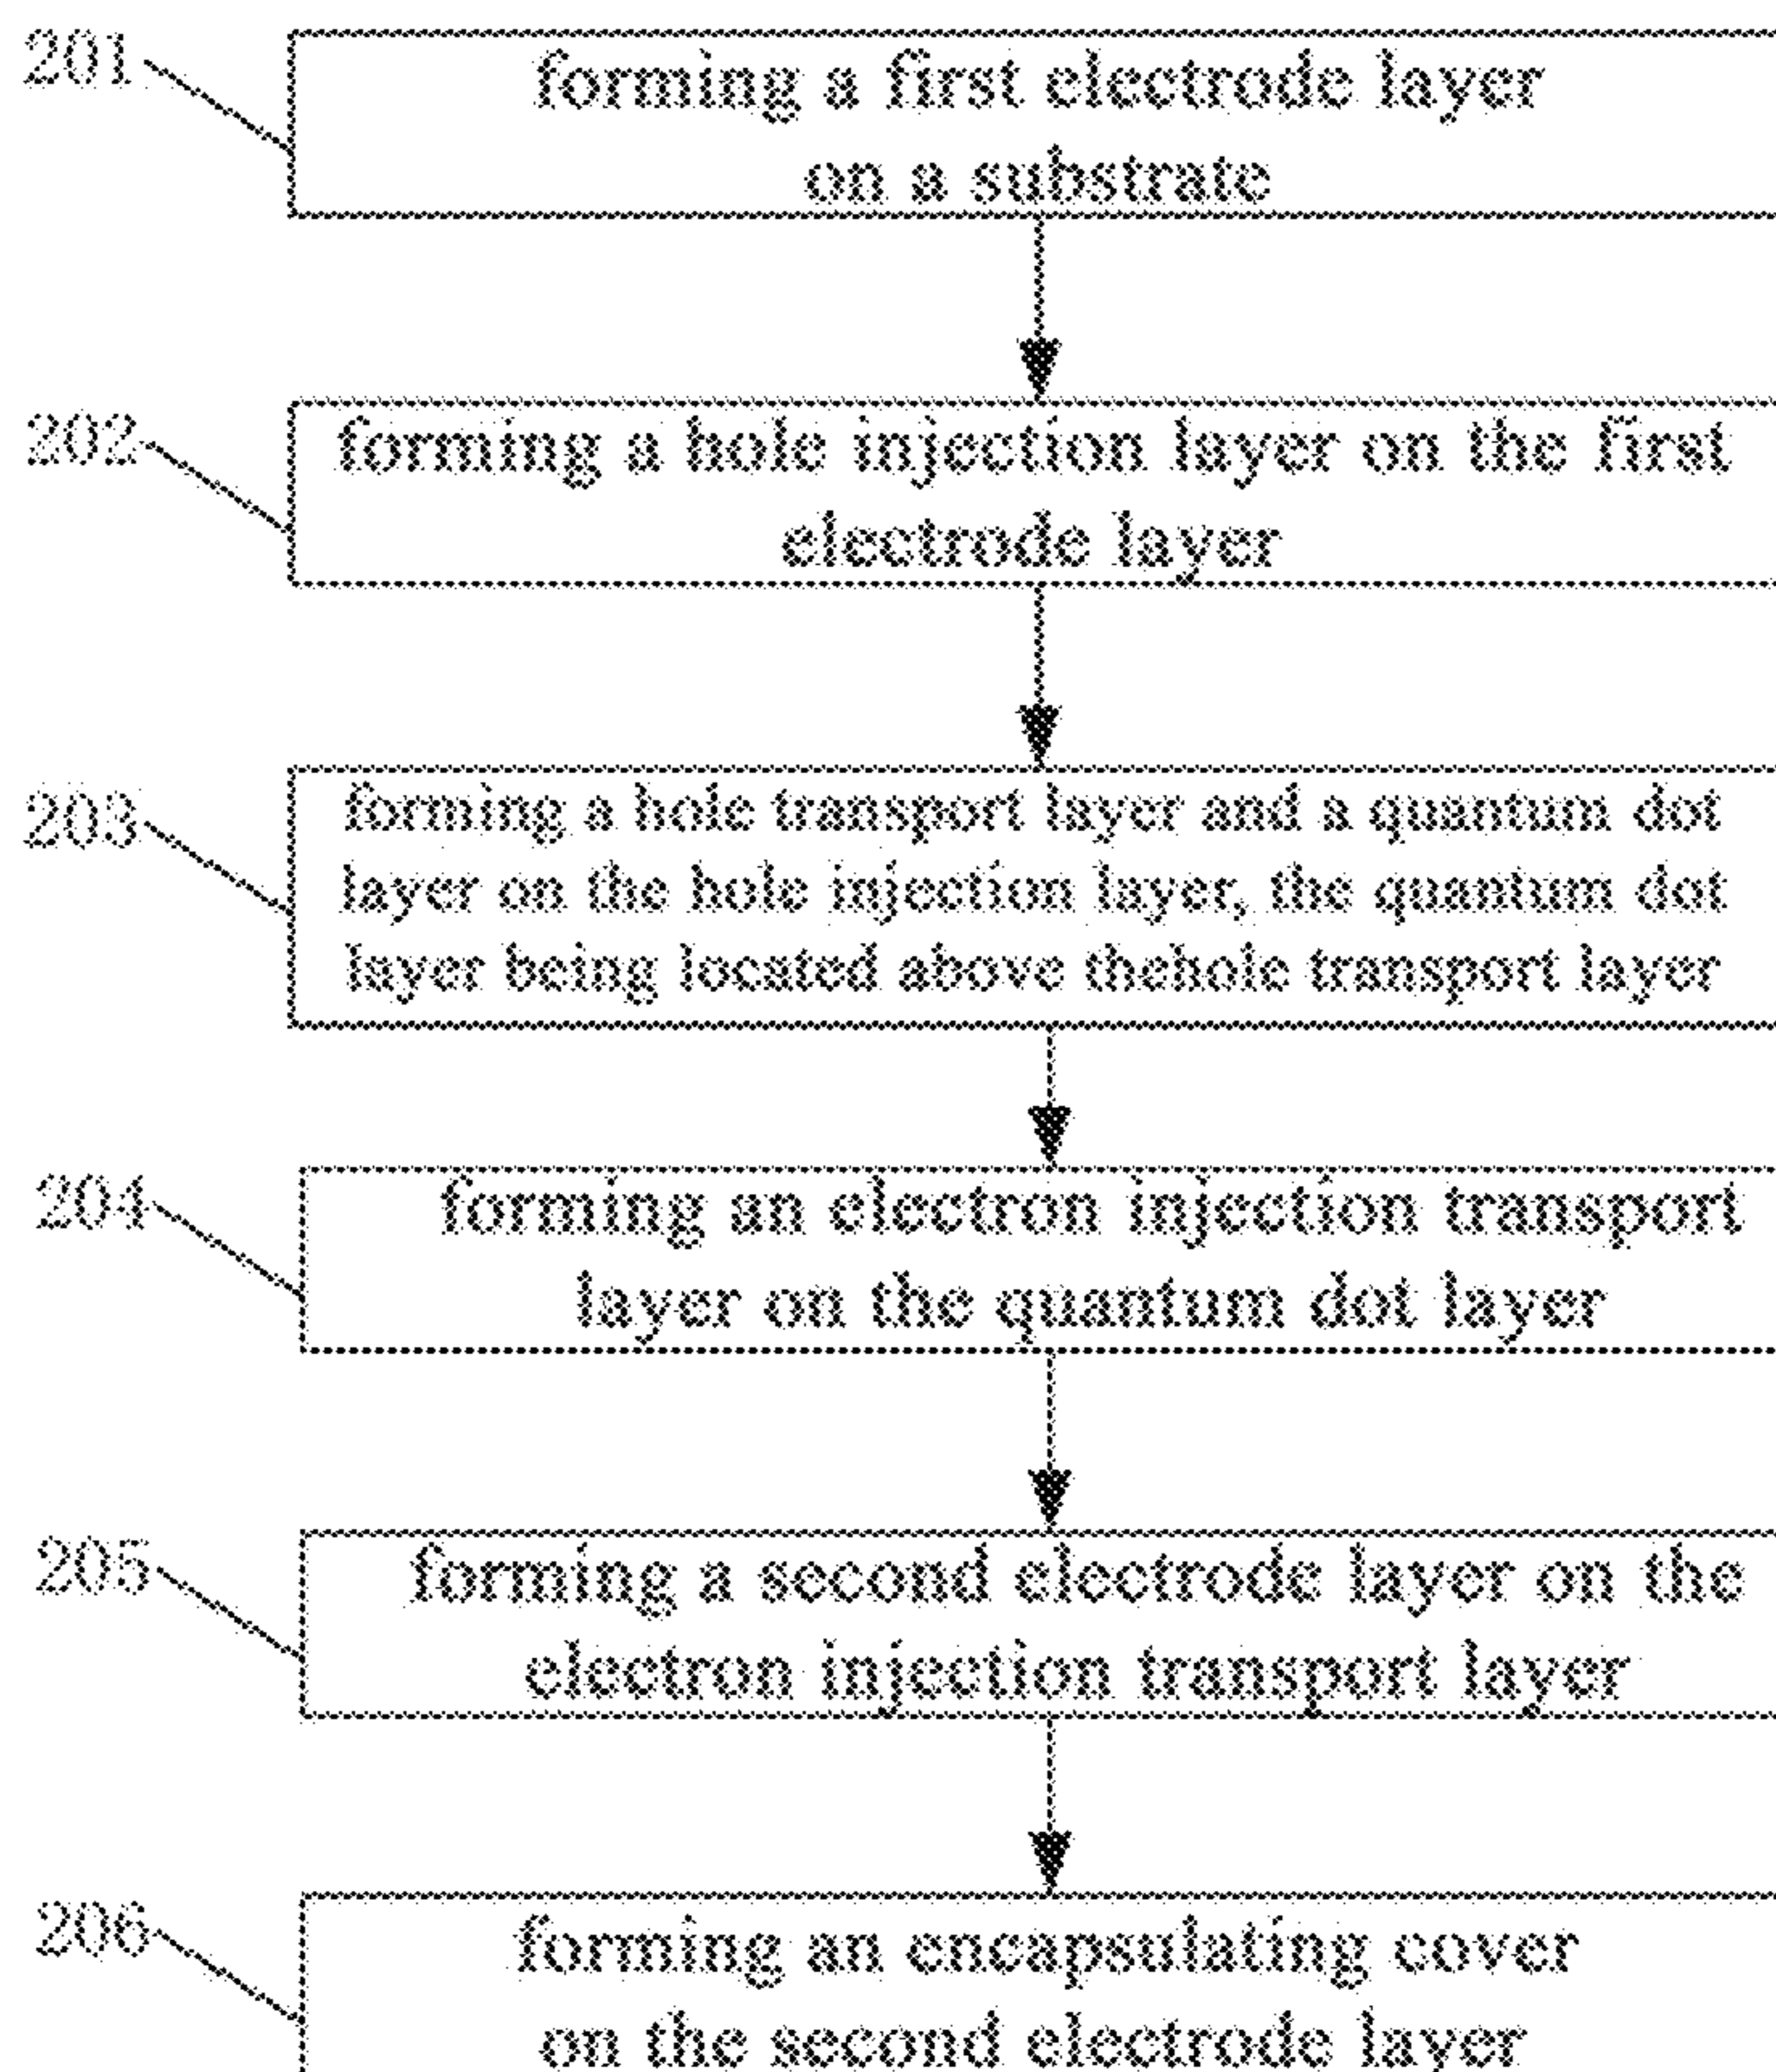 201
forming a first electrode layer
on a substrate
202
forming a hole injection layer on the first
electrode layer
203
forming a hole transport layer and a quantum dot
layer on the hole injection layer, the quantum dot
layer being located above thehole transport layer
204
forming an electron injection transport
layer on the quantum dot layer
205
forming a second electrode layer on the
electron injection transport layer
206
forming an encapsulating cover
on the second electrode layer